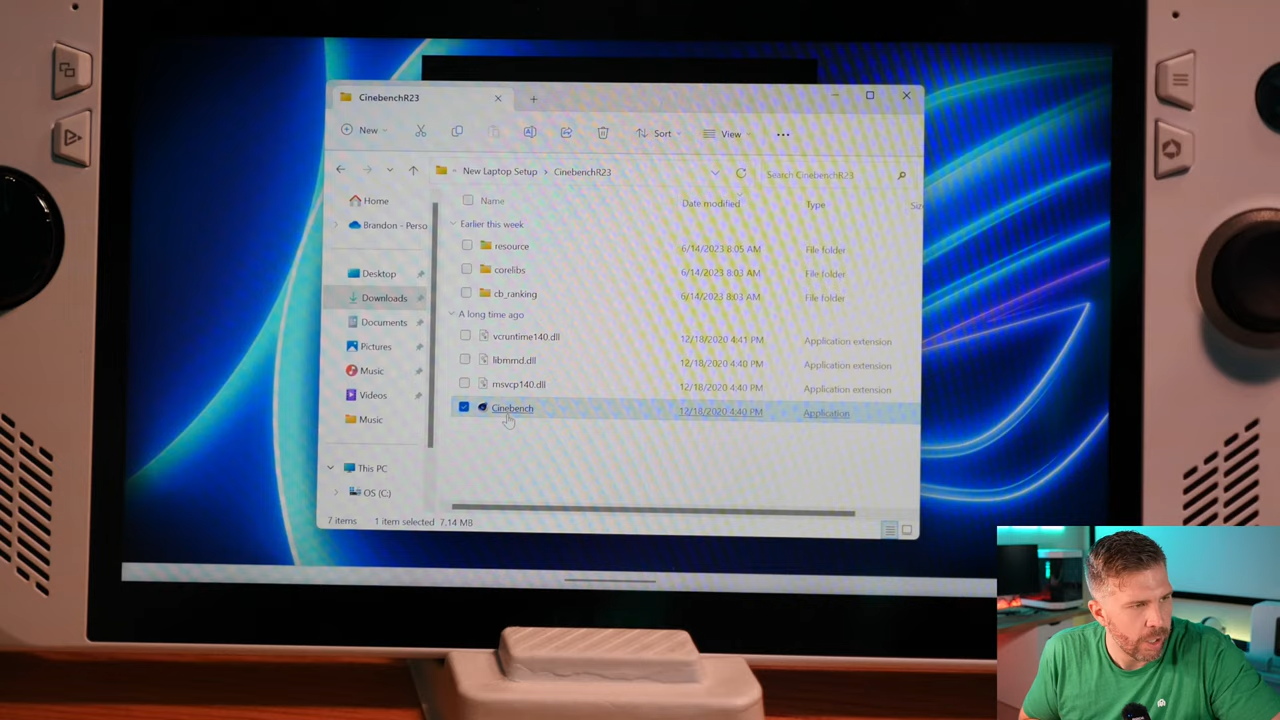 CinebenchR23
New
Sort
View
New Laptop Setup
CinebenchR23
Search CinebenchR23
Home
Brandon - Perso
Desktop
Downloads
Documents
Pictures
Music
Videos
Music
This PC
OS (C:)
Name
Date modified
Type
Siz
Earlier this week
resource
6/14/2023 8:05 AM
File folder
corelibs
6/14/2023 8:03 AM
File folder
cb_ranking
6/14/2023 8:03 AM
File folder
A long time ago
vcruntime140.dll
12/18/2020 4:41 PM
Application extension
libmmd.dll
12/18/2020 4:40 PM
Application extension
msvcp140.dll
12/18/2020 4:40 PM
Application extension
Cinebench
12/18/2020 4:40 PM
Application
7 items
1 item selected
7.14 MB